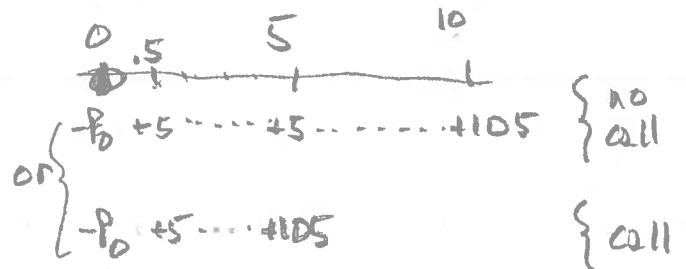 0 .5 5 10
-P₀ +5 ...... +5 ........ +105 { no call
or {
-P₀ +5 ..... +105 { call